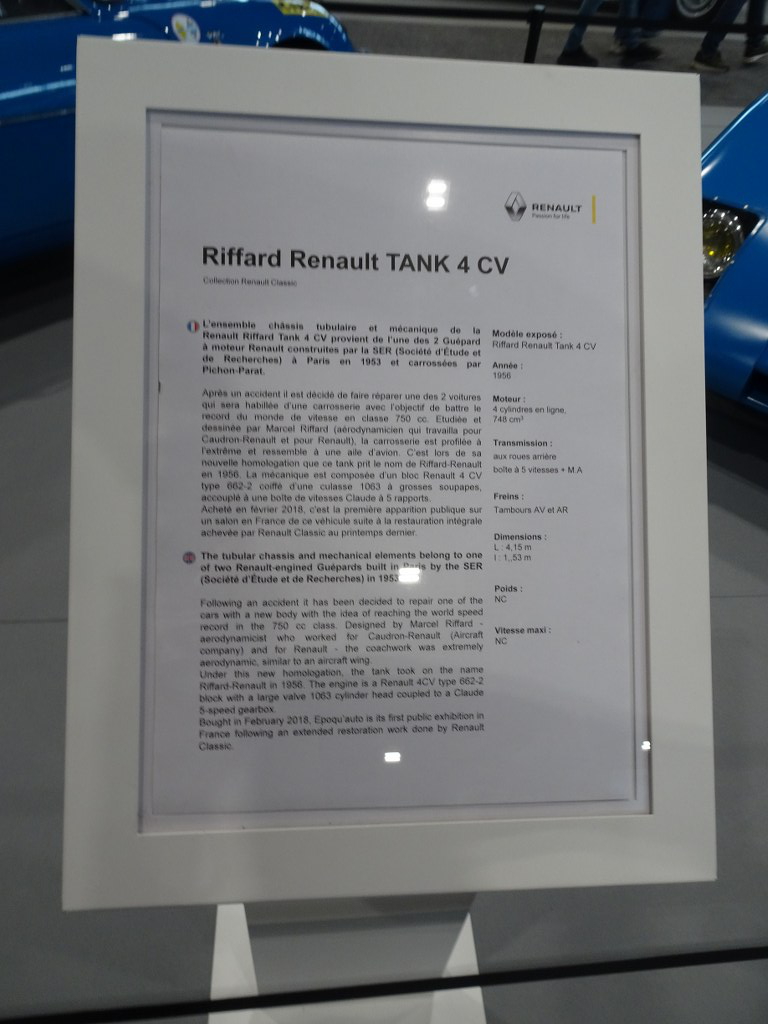 RENAULT
Passion for life
Riffard Renault TANK 4 CV
Collection Renault Classic
L'ensemble châssis tubulaire et mécanique de la
Renault Riffard Tank 4 CV provient de l'une des 2 Guépard
à moteur Renault construites par la SER (Société d'Étude et
de Recherches) à Paris en 1953 et carrossées par
Pichon-Parat.
Après un accident il est décidé de faire réparer une des 2 voitures
qui sera habillée d'une carrosserie avec l'objectif de battre le
record du monde de vitesse en classe 750 cc. Etudiée et
dessinée par Marcel Riffard (aérodynamicien qui travailla pour
Caudron-Renault et pour Renault), la carrosserie est profilée à
l'extrême et ressemble à une aile d'avion. C'est lors de sa
nouvelle homologation que ce tank prit le nom de Riffard-Renault
en 1956. La mécanique est composée d'un bloc Renault 4 CV
type 662-2 coiffé d'une culasse 1063 à grosses soupapes,
accouplé à une boîte de vitesses Claude à 5 rapports.
Acheté en février 2018, c'est la première apparition publique sur
un salon en France de ce véhicule suite à la restauration intégrale
achevée par Renault Classic au printemps dernier.
The tubular chassis and mechanical elements belong to one
of two Renault-engined Guépards built in Paris by the SER
(Société d'Étude et de Recherches) in 1953
Following an accident it has been decided to repair one of the
cars with a new body with the idea of reaching the world speed
record in the 750 cc class. Designed by Marcel Riffard -
aerodynamicist who worked for Caudron-Renault (Aircraft
company) and for Renault - the coachwork was extremely
aerodynamic, similar to an aircraft wing.
Under this new homologation, the tank took on the name
Riffard-Renault in 1956. The engine is a Renault 4CV type 662-2
block with a large valve 1063 cylinder head coupled to a Claude
5-speed gearbox.
Bought in February 2018, Epoqu'auto is its first public exhibition in
France following an extended restoration work done by Renault
Classic.
Modèle exposé :
Riffard Renault Tank 4 CV
Année :
1956
Moteur :
4 cylindres en ligne,
748 cm³
Transmission :
aux roues arrière
boîte à 5 vitesses + M.A
Freins :
Tambours AV et AR
Dimensions :
L : 4,15 m
l : 1,,53 m
Poids :
NC
Vitesse maxi :
NC